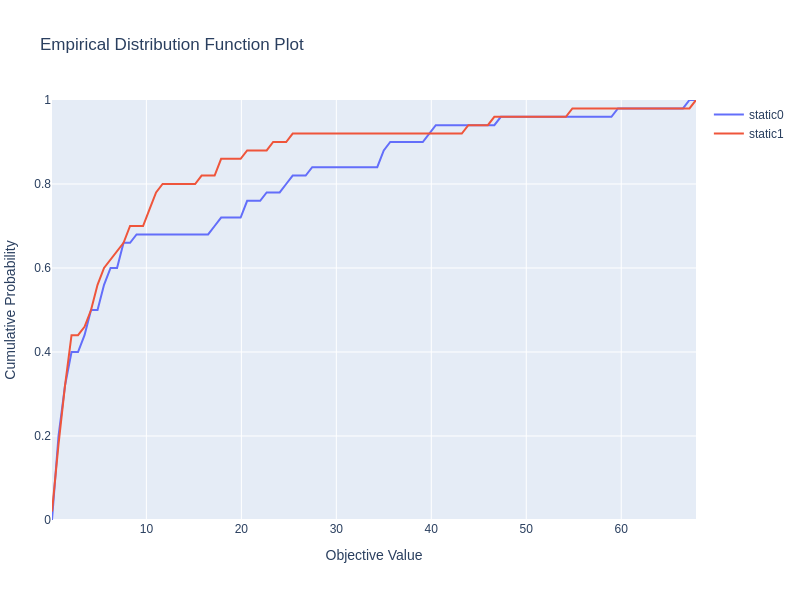 Empirical Distribution Function Plot
static0
static1
Cumulative Probability
1
0.8
0.6
0.4
0.2
0
10
20
30
40
50
60
Objective Value